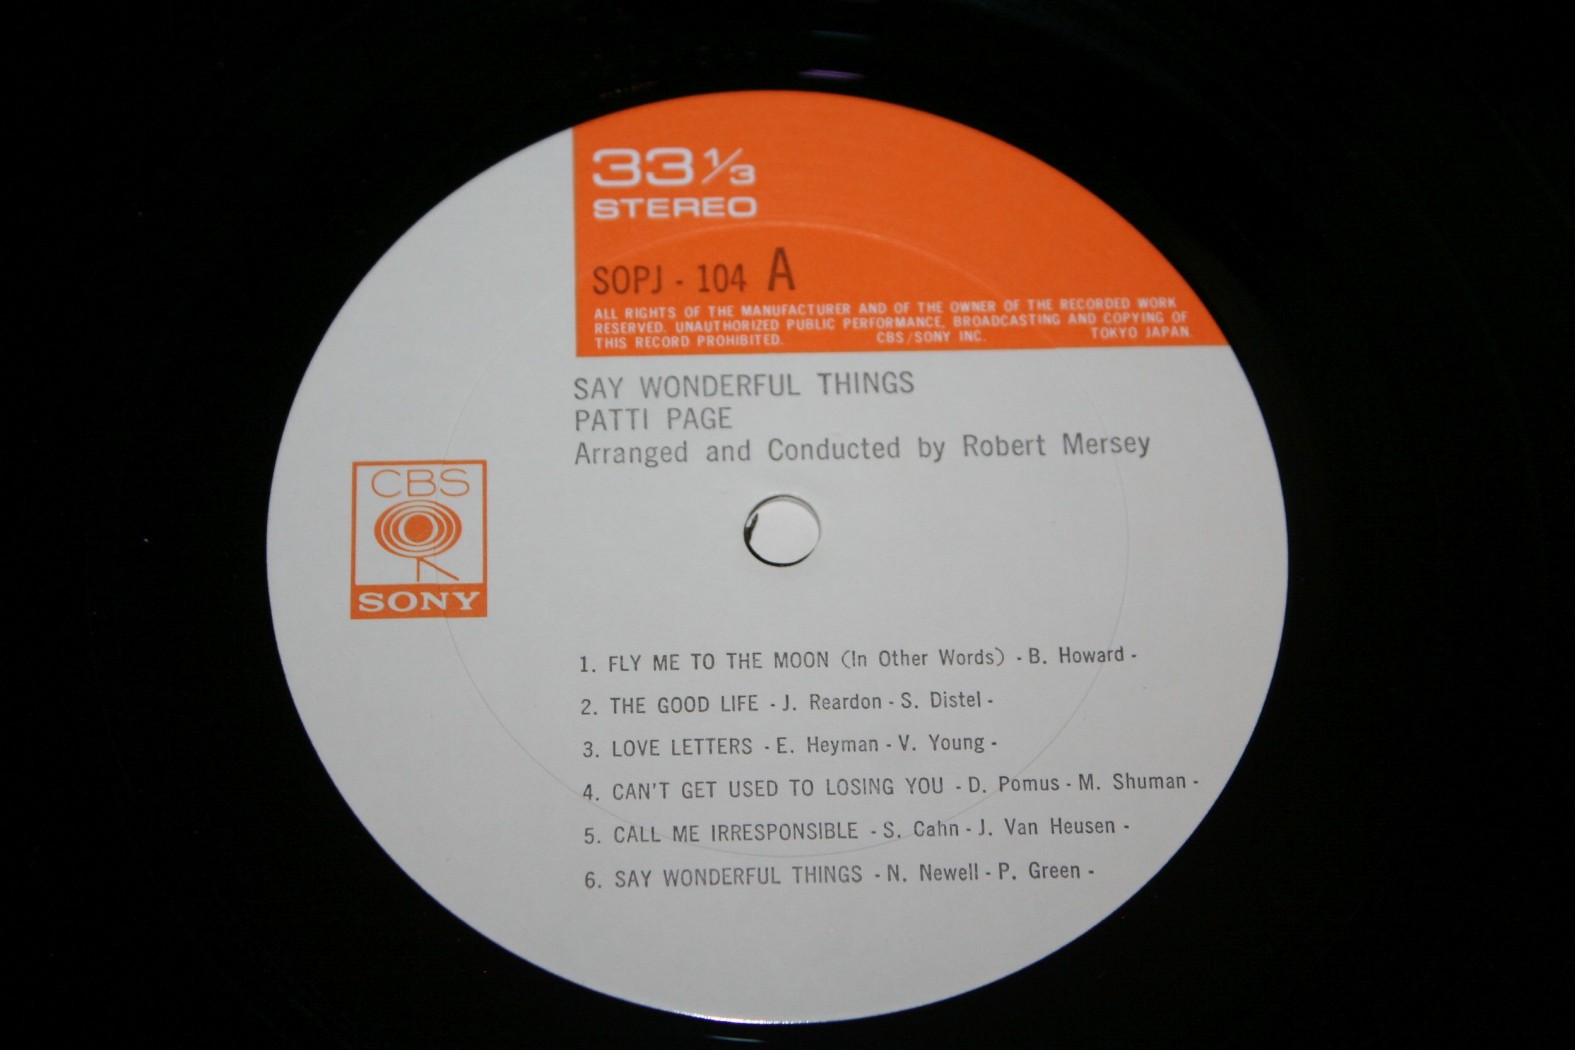 33 1/3
STEREO
SOPJ - 104 A
ALL RIGHTS OF THE MANUFACTURER AND OF THE OWNER OF THE RECORDED WORK
RESERVED. UNAUTHORIZED PUBLIC PERFORMANCE, BROADCASTING AND COPYING OF
THIS RECORD PROHIBITED. CBS/SONY INC. TOKYO JAPAN
SAY WONDERFUL THINGS
PATTI PAGE
Arranged and Conducted by Robert Mersey
CBS
SONY
1. FLY ME TO THE MOON (In Other Words) - B. Howard -
2. THE GOOD LIFE - J. Reardon - S. Distel -
3. LOVE LETTERS - E. Heyman - V. Young -
4. CAN'T GET USED TO LOSING YOU - D. Pomus - M. Shuman -
5. CALL ME IRRESPONSIBLE - S. Cahn - J. Van Heusen -
6. SAY WONDERFUL THINGS - N. Newell - P. Green -